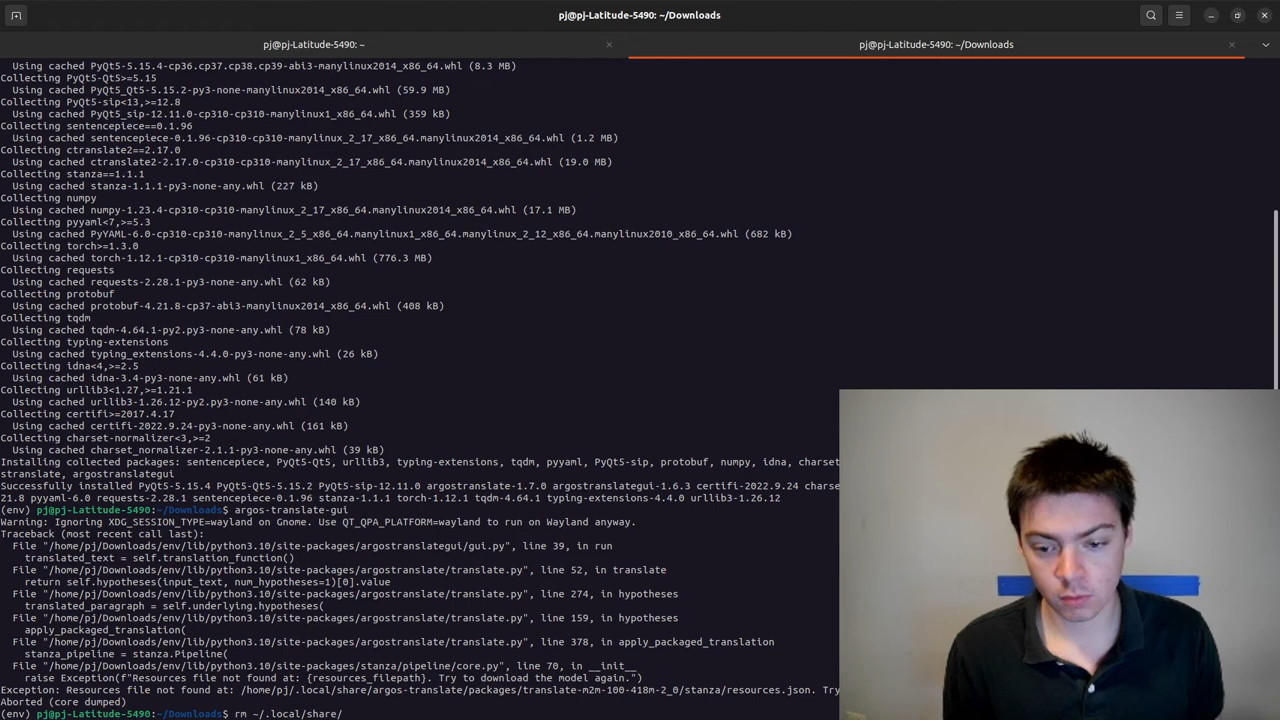 pj@pj-Latitude-5490: ~/Downloads
pj@pj-Latitude-5490: ~
pj@pj-Latitude-5490: ~/Downloads
Using cached PyQt5-5.15.4-cp36.cp37.cp38.cp39-abi3-manylinux2014_x86_64.whl (8.3 MB)
Collecting PyQt5-Qt5>=5.15
Using cached PyQt5_Qt5-5.15.2-py3-none-manylinux2014_x86_64.whl (59.9 MB)
Collecting PyQt5-sip<13,>=12.8
Using cached PyQt5_sip-12.11.0-cp310-cp310-manylinux1_x86_64.whl (359 kB)
Collecting sentencepiece==0.1.96
Using cached sentencepiece-0.1.96-cp310-cp310-manylinux_2_17_x86_64.manylinux2014_x86_64.whl (1.2 MB)
Collecting ctranslate2==2.17.0
Using cached ctranslate2-2.17.0-cp310-cp310-manylinux_2_17_x86_64.manylinux2014_x86_64.whl (19.0 MB)
Collecting stanza==1.1.1
Using cached stanza-1.1.1-py3-none-any.whl (227 kB)
Collecting numpy
Using cached numpy-1.23.4-cp310-cp310-manylinux_2_17_x86_64.manylinux2014_x86_64.whl (17.1 MB)
Collecting pyyaml<7,>=5.3
Using cached PyYAML-6.0-cp310-cp310-manylinux_2_5_x86_64.manylinux1_x86_64.manylinux_2_12_x86_64.manylinux2010_x86_64.whl (682 kB)
Collecting torch>=1.3.0
Using cached torch-1.12.1-cp310-cp310-manylinux1_x86_64.whl (776.3 MB)
Collecting requests
Using cached requests-2.28.1-py3-none-any.whl (62 kB)
Collecting protobuf
Using cached protobuf-4.21.8-cp37-abi3-manylinux2014_x86_64.whl (408 kB)
Collecting tqdm
Using cached tqdm-4.64.1-py2.py3-none-any.whl (78 kB)
Collecting typing-extensions
Using cached typing_extensions-4.4.0-py3-none-any.whl (26 kB)
Collecting idna<4,>=2.5
Using cached idna-3.4-py3-none-any.whl (61 kB)
Collecting urllib3<1.27,>=1.21.1
Using cached urllib3-1.26.12-py2.py3-none-any.whl (140 kB)
Collecting certifi>=2017.4.17
Using cached certifi-2022.9.24-py3-none-any.whl (161 kB)
Collecting charset-normalizer<3,>=2
Using cached charset_normalizer-2.1.1-py3-none-any.whl (39 kB)
Installing collected packages: sentencepiece, PyQt5-Qt5, urllib3, typing-extensions, tqdm, pyyaml, PyQt5-sip, protobuf, numpy, idna, charset
stranslate, argostranslategui
Successfully installed PyQt5-5.15.4 PyQt5-Qt5-5.15.2 PyQt5-sip-12.11.0 argostranslate-1.7.0 argostranslategui-1.6.3 certifi-2022.9.24 charse
21.8 pyyaml-6.0 requests-2.28.1 sentencepiece-0.1.96 stanza-1.1.1 torch-1.12.1 tqdm-4.64.1 typing-extensions-4.4.0 urllib3-1.26.12
(env) pj@pj-Latitude-5490:~/Downloads$ argos-translate-gui
Warning: Ignoring XDG_SESSION_TYPE=wayland on Gnome. Use QT_QPA_PLATFORM=wayland to run on Wayland anyway.
Traceback (most recent call last):
File "/home/pj/Downloads/env/lib/python3.10/site-packages/argostranslategui/gui.py", line 39, in run
translated_text = self.translation_function()
File "/home/pj/Downloads/env/lib/python3.10/site-packages/argostranslate/translate.py", line 52, in translate
return self.hypotheses(input_text, num_hypotheses=1)[0].value
File "/home/pj/Downloads/env/lib/python3.10/site-packages/argostranslate/translate.py", line 274, in hypotheses
translated_paragraph = self.underlying.hypotheses(
File "/home/pj/Downloads/env/lib/python3.10/site-packages/argostranslate/translate.py", line 159, in hypotheses
apply_packaged_translation(
File "/home/pj/Downloads/env/lib/python3.10/site-packages/argostranslate/translate.py", line 378, in apply_packaged_translation
stanza_pipeline = stanza.Pipeline(
File "/home/pj/Downloads/env/lib/python3.10/site-packages/stanza/pipeline/core.py", line 70, in __init__
raise Exception(f"Resources file not found at: {resources_filepath}. Try to download the model again.")
Exception: Resources file not found at: /home/pj/.local/share/argos-translate/packages/translate-m2m-100-418m-2_0/stanza/resources.json. Try
Aborted (core dumped)
(env) pj@pj-Latitude-5490:~/Downloads$ rm ~/.local/share/